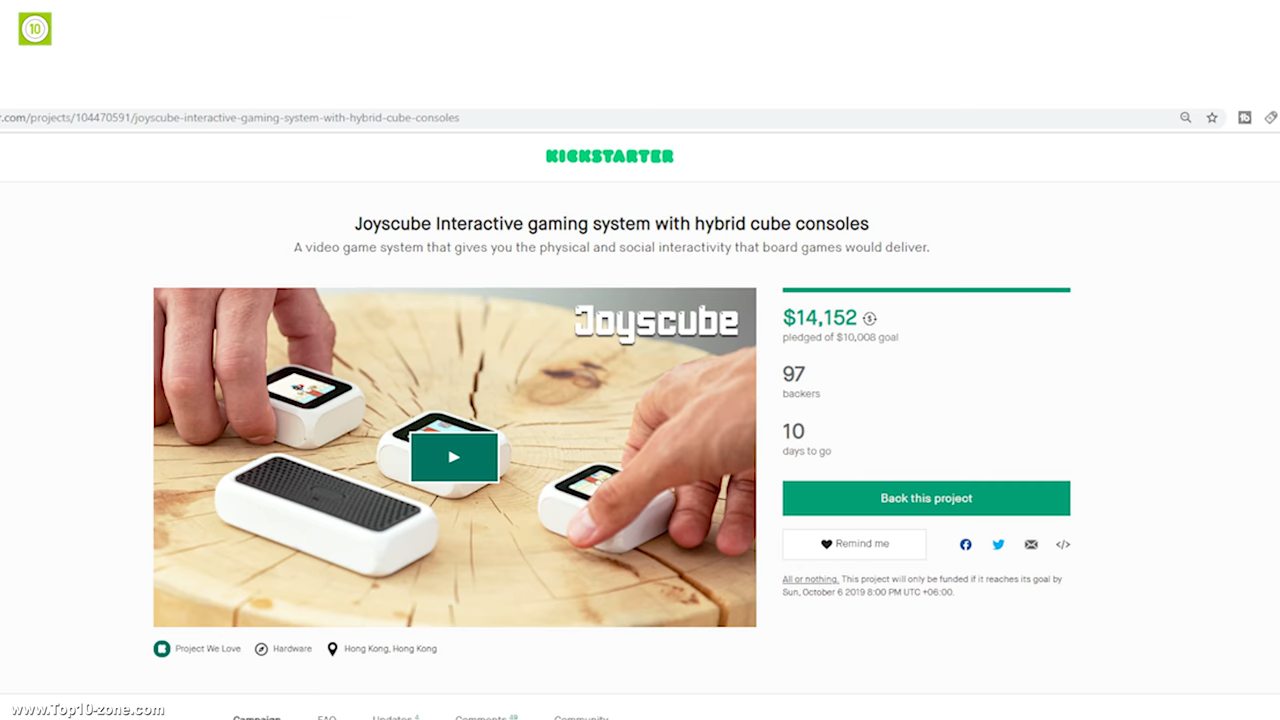 10
.com/projects/104470591/joyscube-interactive-gaming-system-with-hybrid-cube-consoles
KICKSTARTER
Joyscube Interactive gaming system with hybrid cube consoles
A video game system that gives you the physical and social interactivity that board games would deliver.
Joyscube
$14,152
pledged of $10,008 goal
97
backers
10
days to go
Back this project
Remind me
All or nothing. This project will only be funded if it reaches its goal by
Sun, October 6 2019 8:00 PM UTC +06:00.
Project We Love Hardware Hong Kong, Hong Kong
www.Top10-zone.com
Campaign FAQ Updates 4 Comments Community